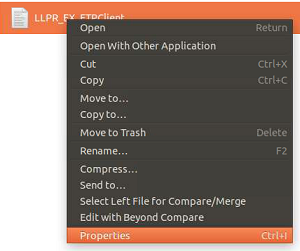 LLPR_EX_FTPClient
Open Return
Open With Other Application
Cut Ctrl+X
Copy Ctrl+C
Move to…
Copy to…
Move to Trash Delete
Rename… F2
Compress…
Send to…
Select Left File for Compare/Merge
Edit with Beyond Compare
Properties Ctrl+I